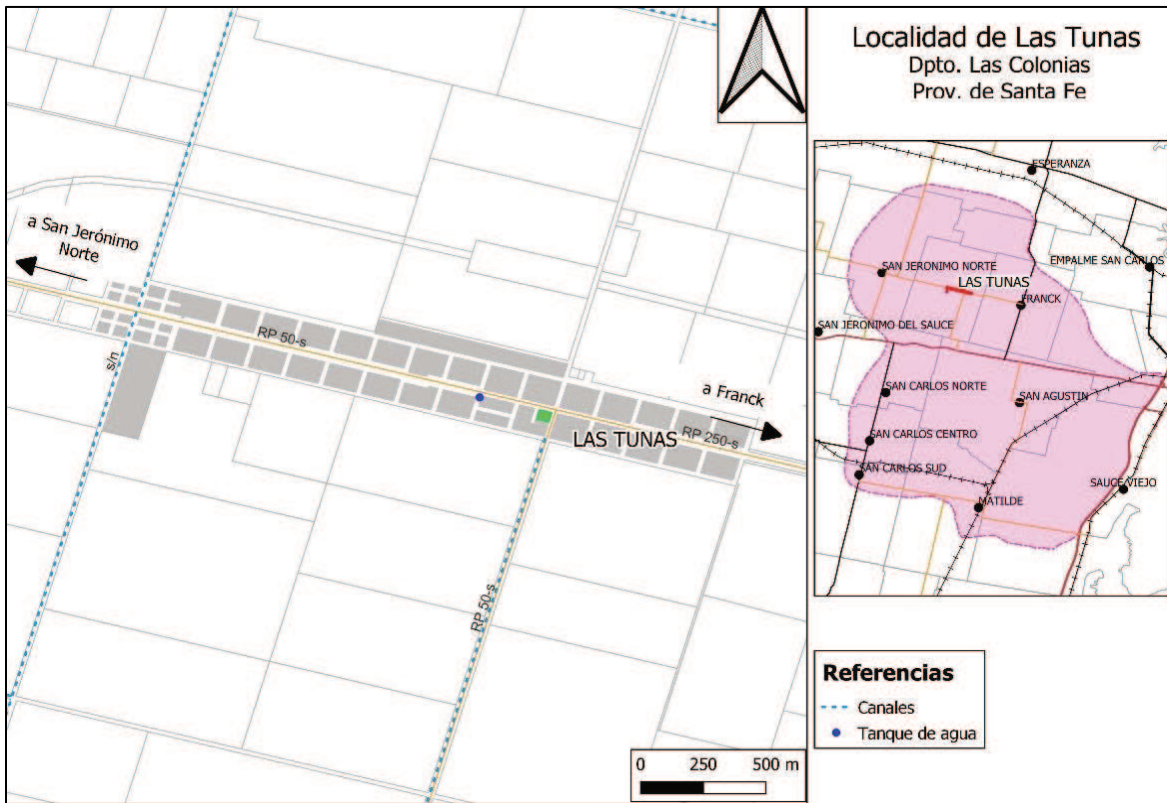 Localidad de Las Tunas
Dpto. Las Colonias
Prov. de Santa Fe
a San Jerónimo
Norte
RP 50-s
s/n
a Franck
LAS TUNAS
RP 250-s
RP 50-s
0 250 500 m
ESPERANZA
EMPALME SAN CARLOS
SAN JERONIMO NORTE
LAS TUNAS
FRANCK
SAN JERONIMO DEL SAUCE
SAN CARLOS NORTE
SAN AGUSTIN
SAN CARLOS CENTRO
SAN CARLOS SUD
SAUCE VIEJO
MATILDE
Referencias
Canales
Tanque de agua